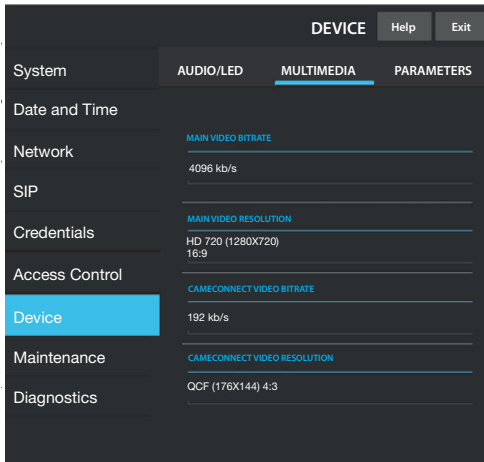 DEVICE Help Exit
System
Date and Time
Network
SIP
Credentials
Access Control
Device
Maintenance
Diagnostics
AUDIO/LED MULTIMEDIA PARAMETERS
MAIN VIDEO BITRATE
4096 kb/s
MAIN VIDEO RESOLUTION
HD 720 (1280X720)
16:9
CAMECONNECT VIDEO BITRATE
192 kb/s
CAMECONNECT VIDEO RESOLUTION
QCF (176X144) 4:3